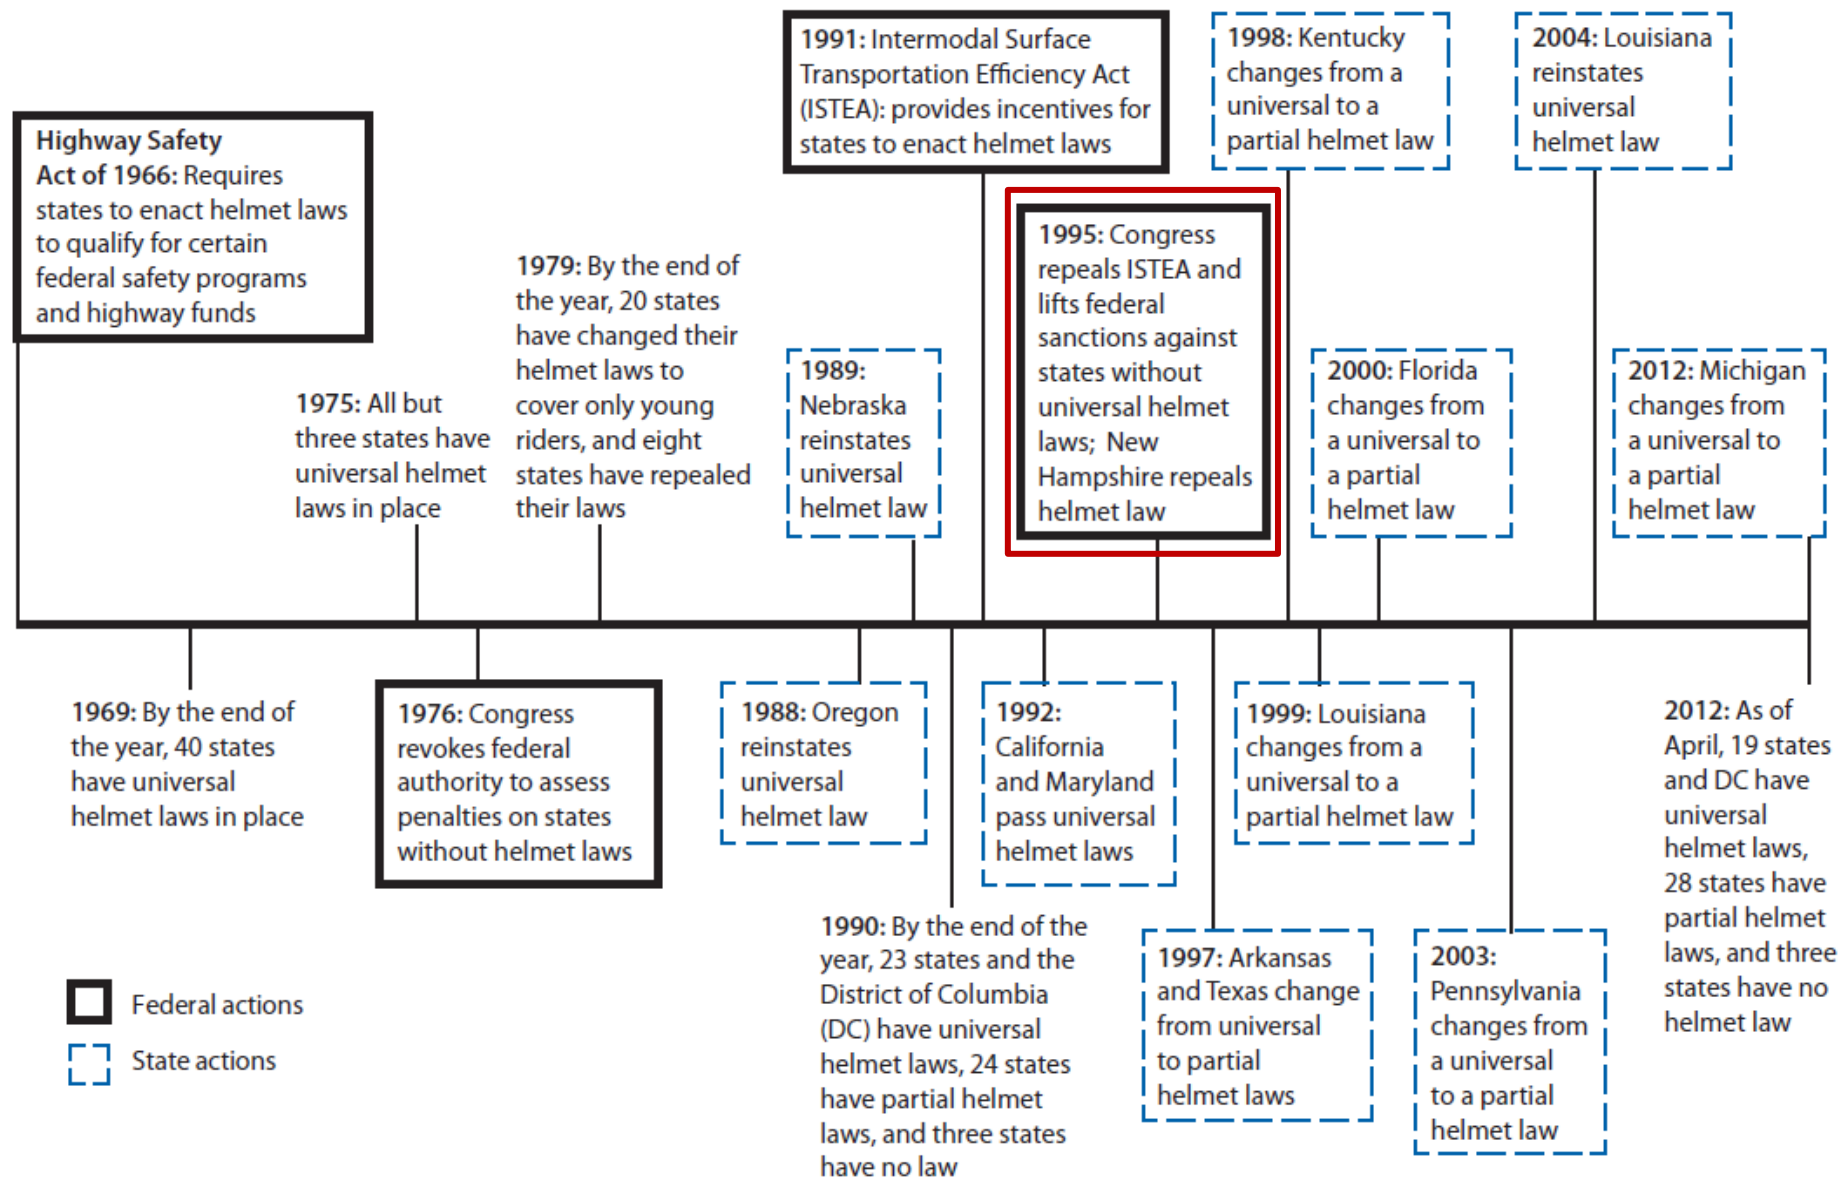 Highway Safety
Act of 1966: Requires
states to enact helmet laws
to qualify for certain
federal safety programs
and highway funds
1969: By the end of
the year, 40 states
have universal
helmet laws in place
1975: All but
three states have
universal helmet
laws in place
1976: Congress
revokes federal
authority to assess
penalties on states
without helmet laws
1979: By the end of
the year, 20 states
have changed their
helmet laws to
cover only young
riders, and eight
states have repealed
their laws
1988: Oregon
reinstates
universal
helmet law
1989:
Nebraska
reinstates
universal
helmet law
1990: By the end of the
year, 23 states and the
District of Columbia
(DC) have universal
helmet laws, 24 states
have partial helmet
laws, and three states
have no law
1991: Intermodal Surface
Transportation Efficiency Act
(ISTEA): provides incentives for
states to enact helmet laws
1992:
California
and Maryland
pass universal
helmet laws
1995: Congress
repeals ISTEA and
lifts federal
sanctions against
states without
universal helmet
laws; New
Hampshire repeals
helmet law
1997: Arkansas
and Texas change
from universal
to partial
helmet laws
1998: Kentucky
changes from a
universal to a
partial helmet law
1999: Louisiana
changes from a
universal to a
partial helmet law
2000: Florida
changes from
a universal to
a partial
helmet law
2003:
Pennsylvania
changes from
a universal
to a partial
helmet law
2004: Louisiana
reinstates
universal
helmet law
2012: Michigan
changes from
a universal to
a partial
helmet law
2012: As of
April, 19 states
and DC have
universal
helmet laws,
28 states have
partial helmet
laws, and three
states have no
helmet law
Federal actions
State actions